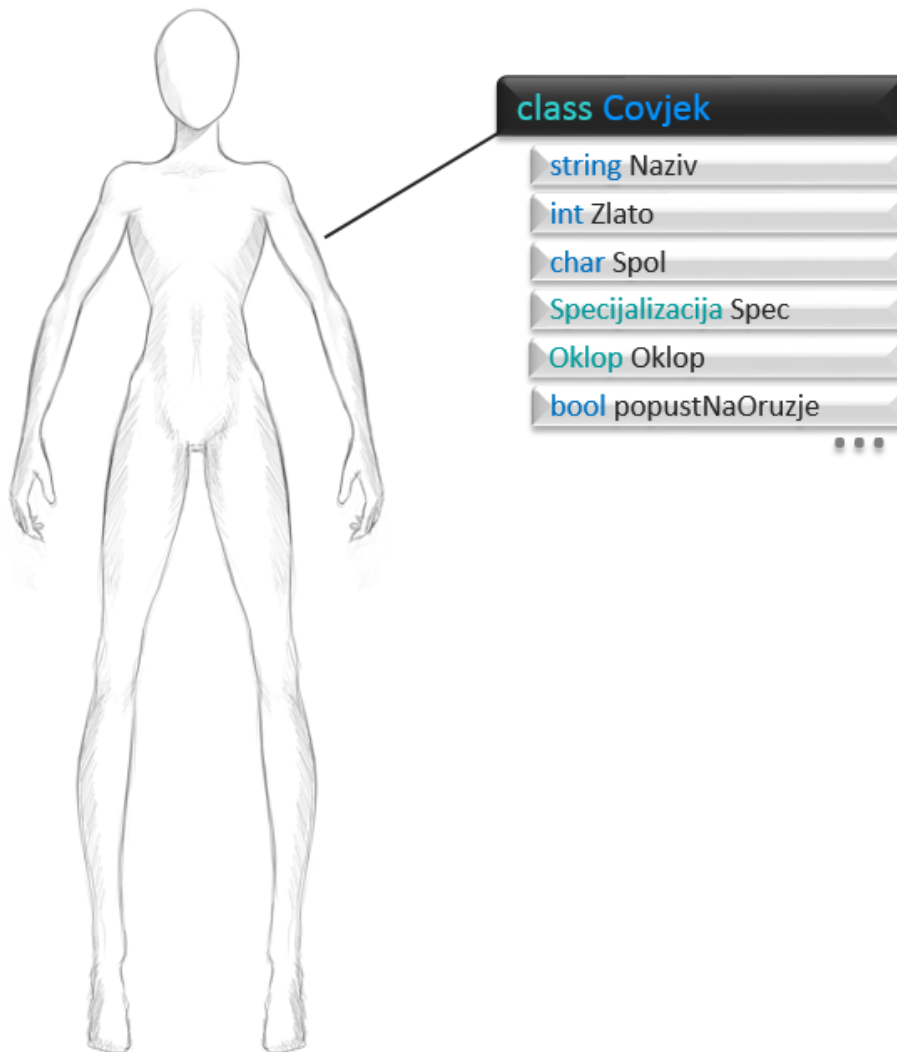 class Covjek
string Naziv
int Zlato
char Spol
Specijalizacija Spec
Oklop Oklop
bool popustNaOruzje
...